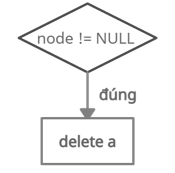 node != NULL
đúng
delete a